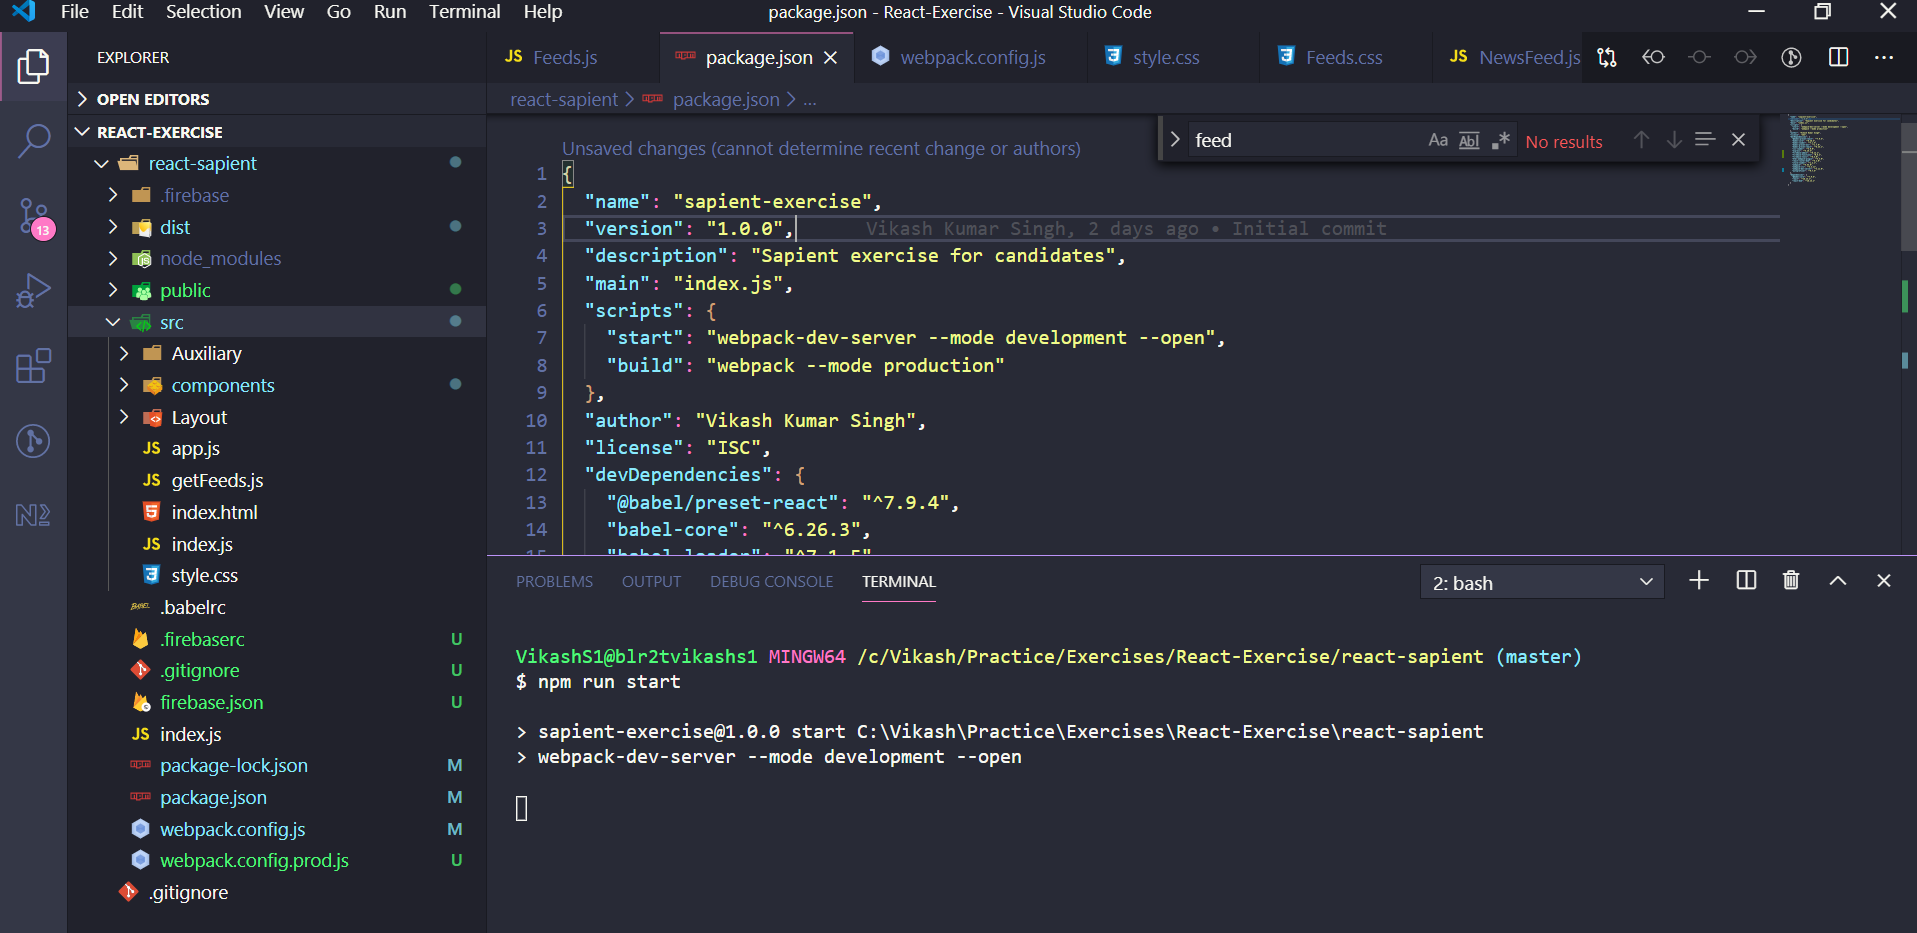 File Edit Selection View Go Run Terminal Help
package.json - React-Exercise - Visual Studio Code
EXPLORER
OPEN EDITORS
REACT-EXERCISE
react-sapient
.firebase
dist
node_modules
public
src
Auxiliary
components
Layout
JS app.js
JS getFeeds.js
index.html
JS index.js
style.css
.babelrc
.firebaserc U
.gitignore U
firebase.json U
JS index.js
package-lock.json M
package.json M
webpack.config.js M
webpack.config.prod.js U
.gitignore
13
JS Feeds.js
package.json
webpack.config.js
style.css
Feeds.css
JS NewsFeed.js
react-sapient > package.json > ...
feed Aa Abl .* No results
Unsaved changes (cannot determine recent change or authors)
1 {
2 "name": "sapient-exercise",
3 "version": "1.0.0", Vikash Kumar Singh, 2 days ago • Initial commit
4 "description": "Sapient exercise for candidates",
5 "main": "index.js",
6 "scripts": {
7 "start": "webpack-dev-server --mode development --open",
8 "build": "webpack --mode production"
9 },
10 "author": "Vikash Kumar Singh",
11 "license": "ISC",
12 "devDependencies": {
13 "@babel/preset-react": "^7.9.4",
14 "babel-core": "^6.26.3",
15 "babel-loader": "^7.1.5"
PROBLEMS OUTPUT DEBUG CONSOLE TERMINAL
2: bash
VikashS1@blr2tvikashs1 MINGW64 /c/Vikash/Practice/Exercises/React-Exercise/react-sapient (master)
$ npm run start
> sapient-exercise@1.0.0 start C:\Vikash\Practice\Exercises\React-Exercise\react-sapient
> webpack-dev-server --mode development --open